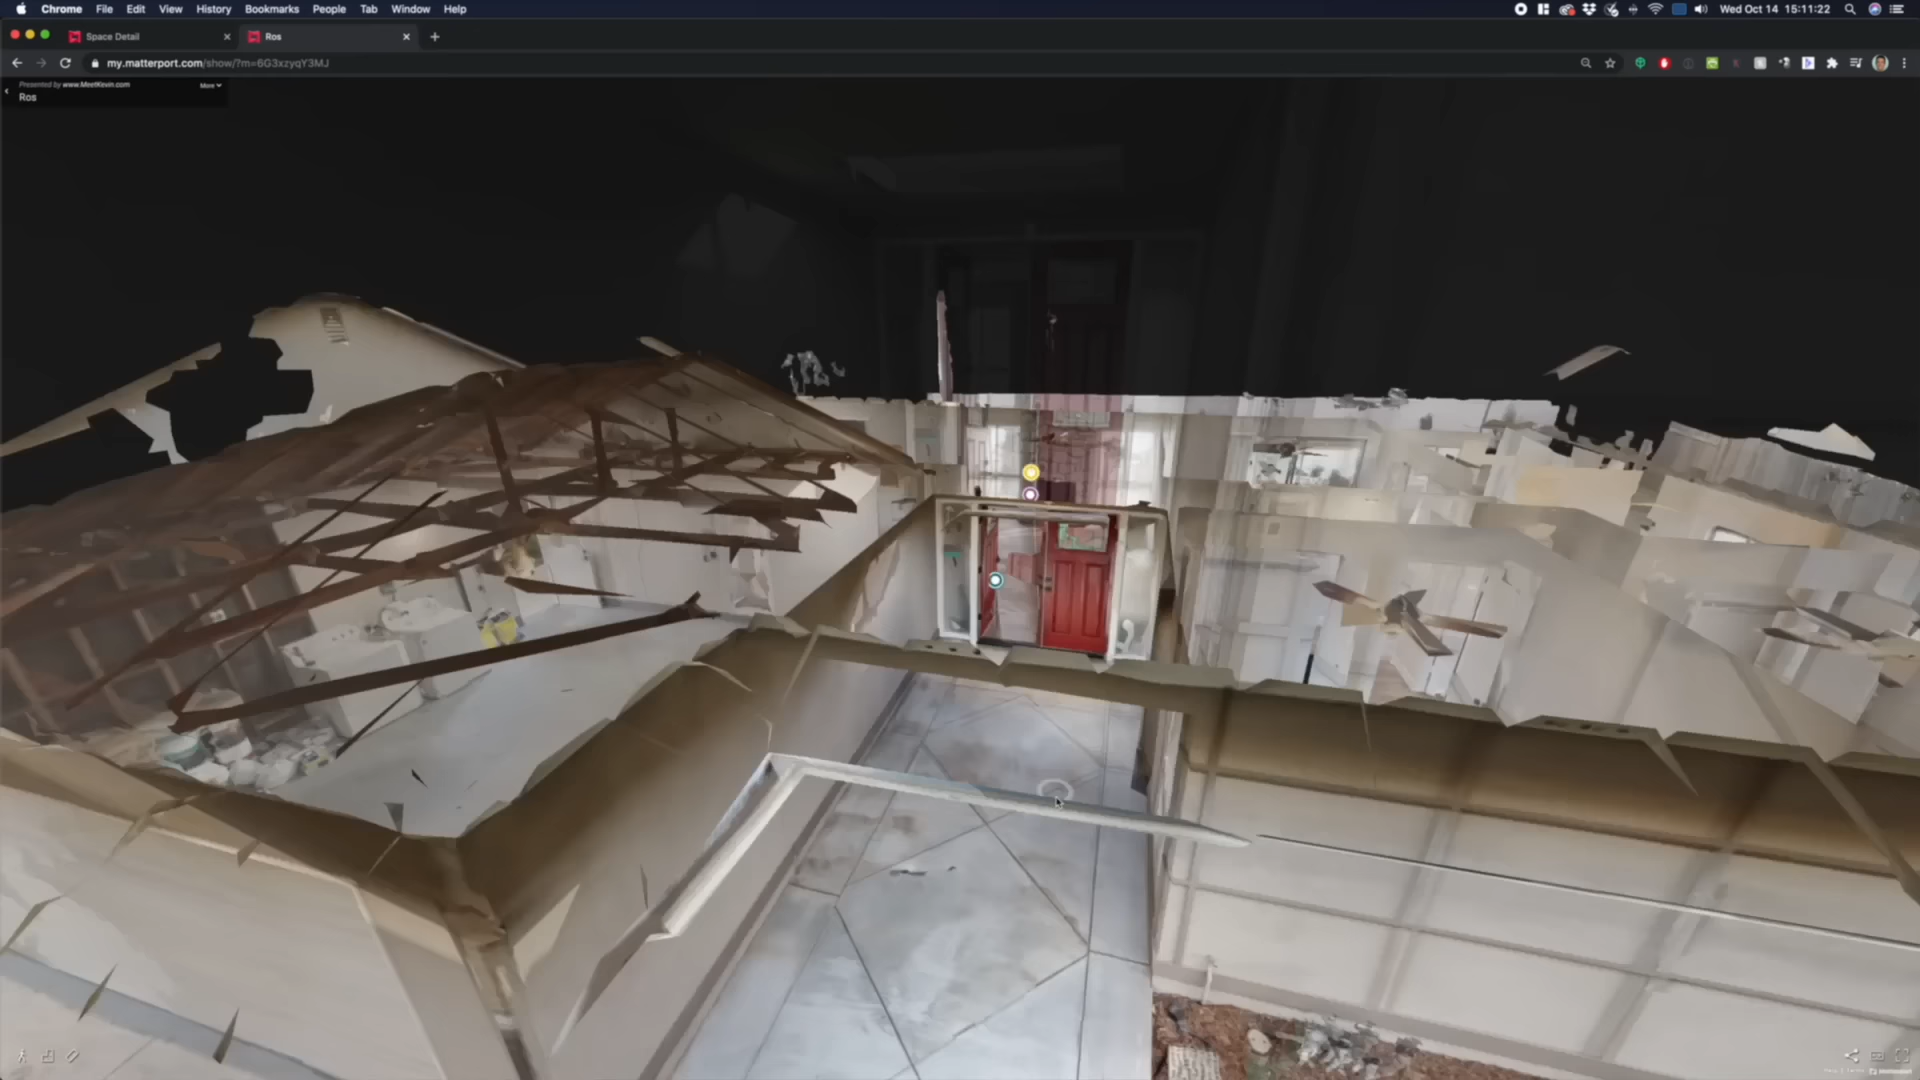 Chrome File Edit View History Bookmarks People Tab Window Help
Wed Oct 14 15:11:22
Space Detail
Ros
my.matterport.com/show/?m=6G3xzyqY3MJ
Presented by www.MeetKevin.com
More
Ros